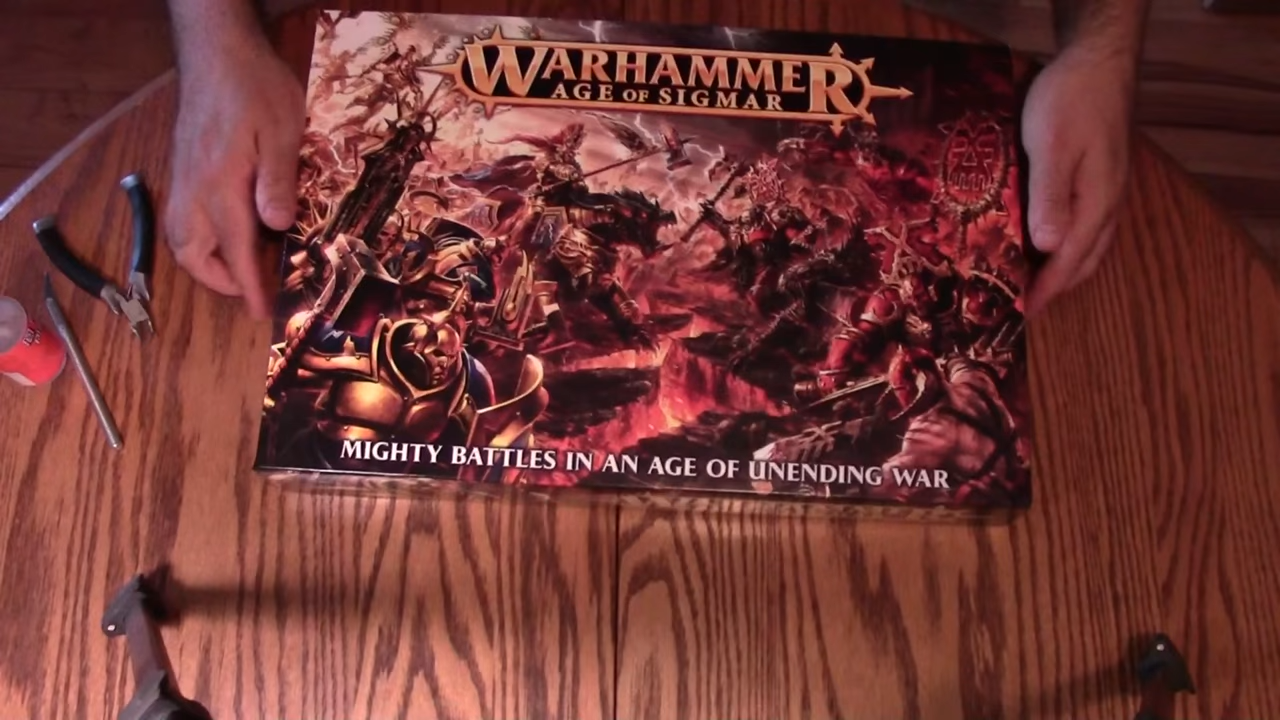 WARHAMMER
AGE OF SIGMAR
MIGHTY BATTLES IN AN AGE OF UNENDING WAR